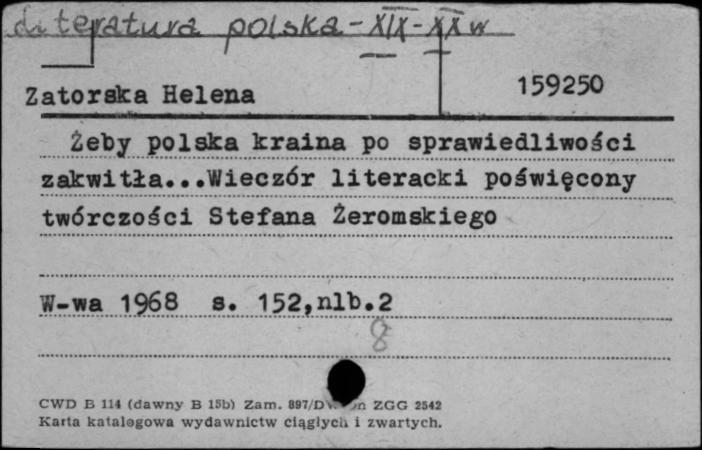 Literatura polska - XIX - XX w
Zatorska Helena
159250
Żeby polska kraina po sprawiedliwości
zakwitła...Wieczór literacki poświęcony
twórczości Stefana Żeromskiego
W-wa 1968 s. 152,nlb.2
8
CWD B 114 (dawny B 15b) Zam. ZGG 2542
Karta katalogowa wydawnictw ciągłych i zwartych.